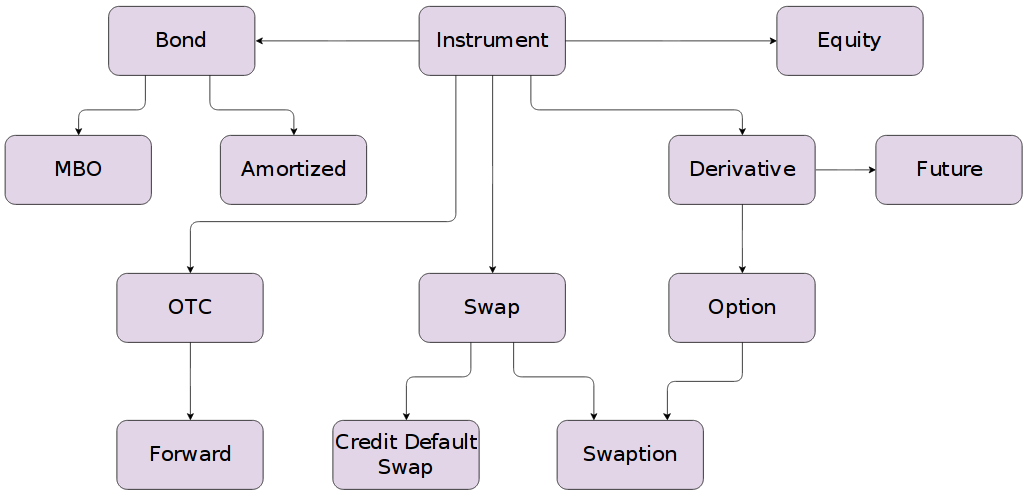 Bond
Instrument
Equity
MBO
Amortized
Derivative
Future
OTC
Swap
Option
Forward
Credit Default
Swap
Swaption